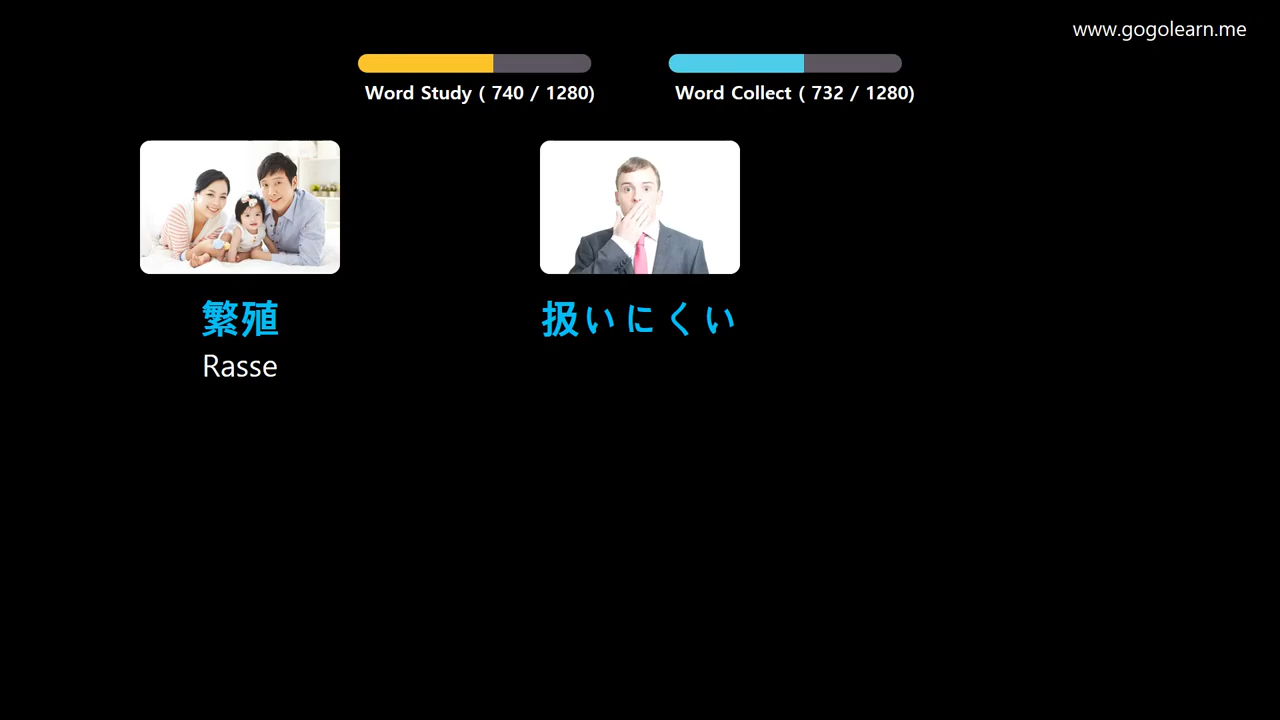 www.gogolearn.me
Word Study ( 740 / 1280)
Word Collect ( 732 / 1280)
繁殖
Rasse
扱いにくい